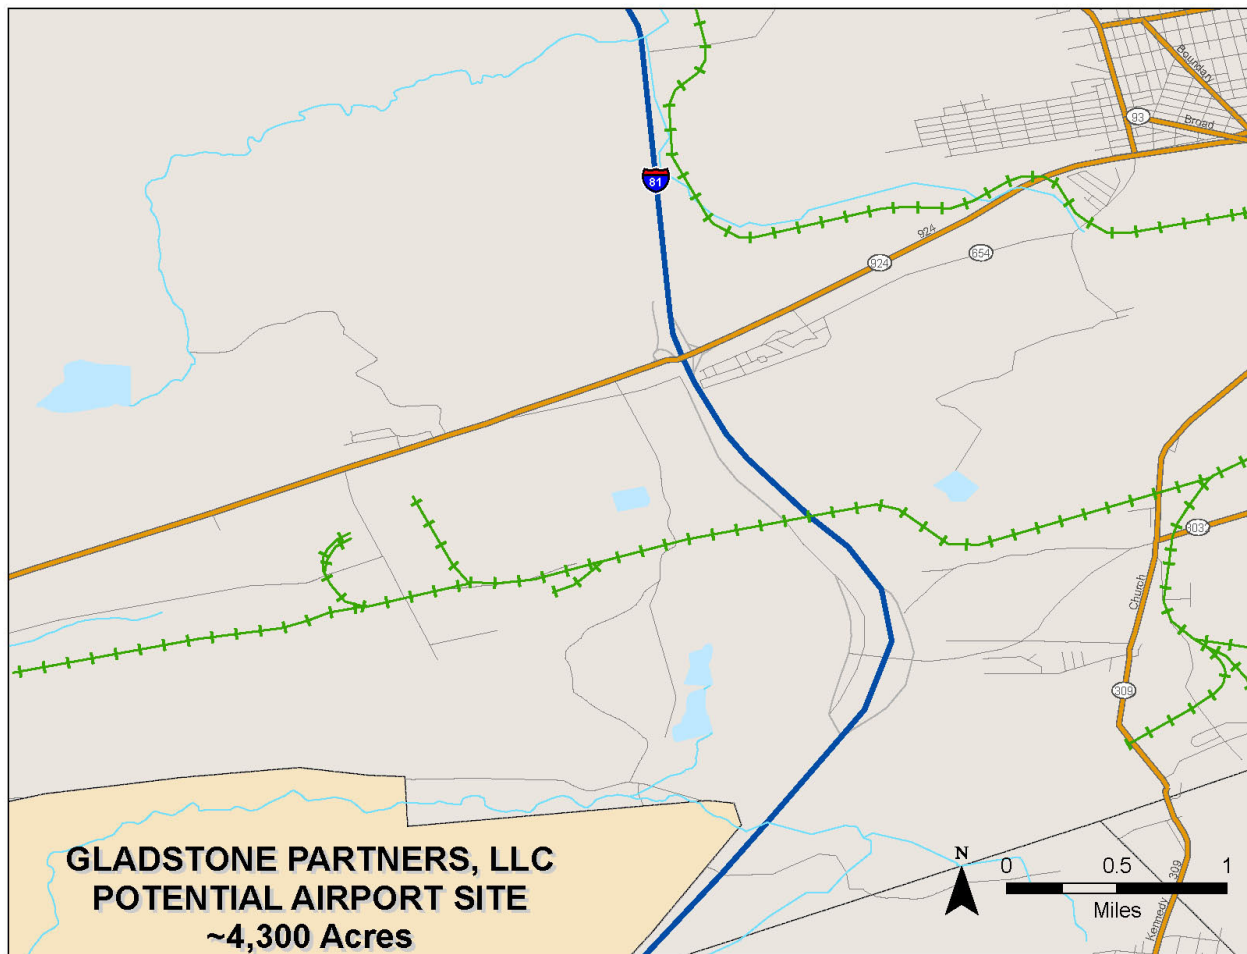 Boundary
93
Broad
81
924
924
654
3032
Church
309
GLADSTONE PARTNERS, LLC
POTENTIAL AIRPORT SITE
~4,300 Acres
N
0 0.5 1
Miles
309
Kennedy